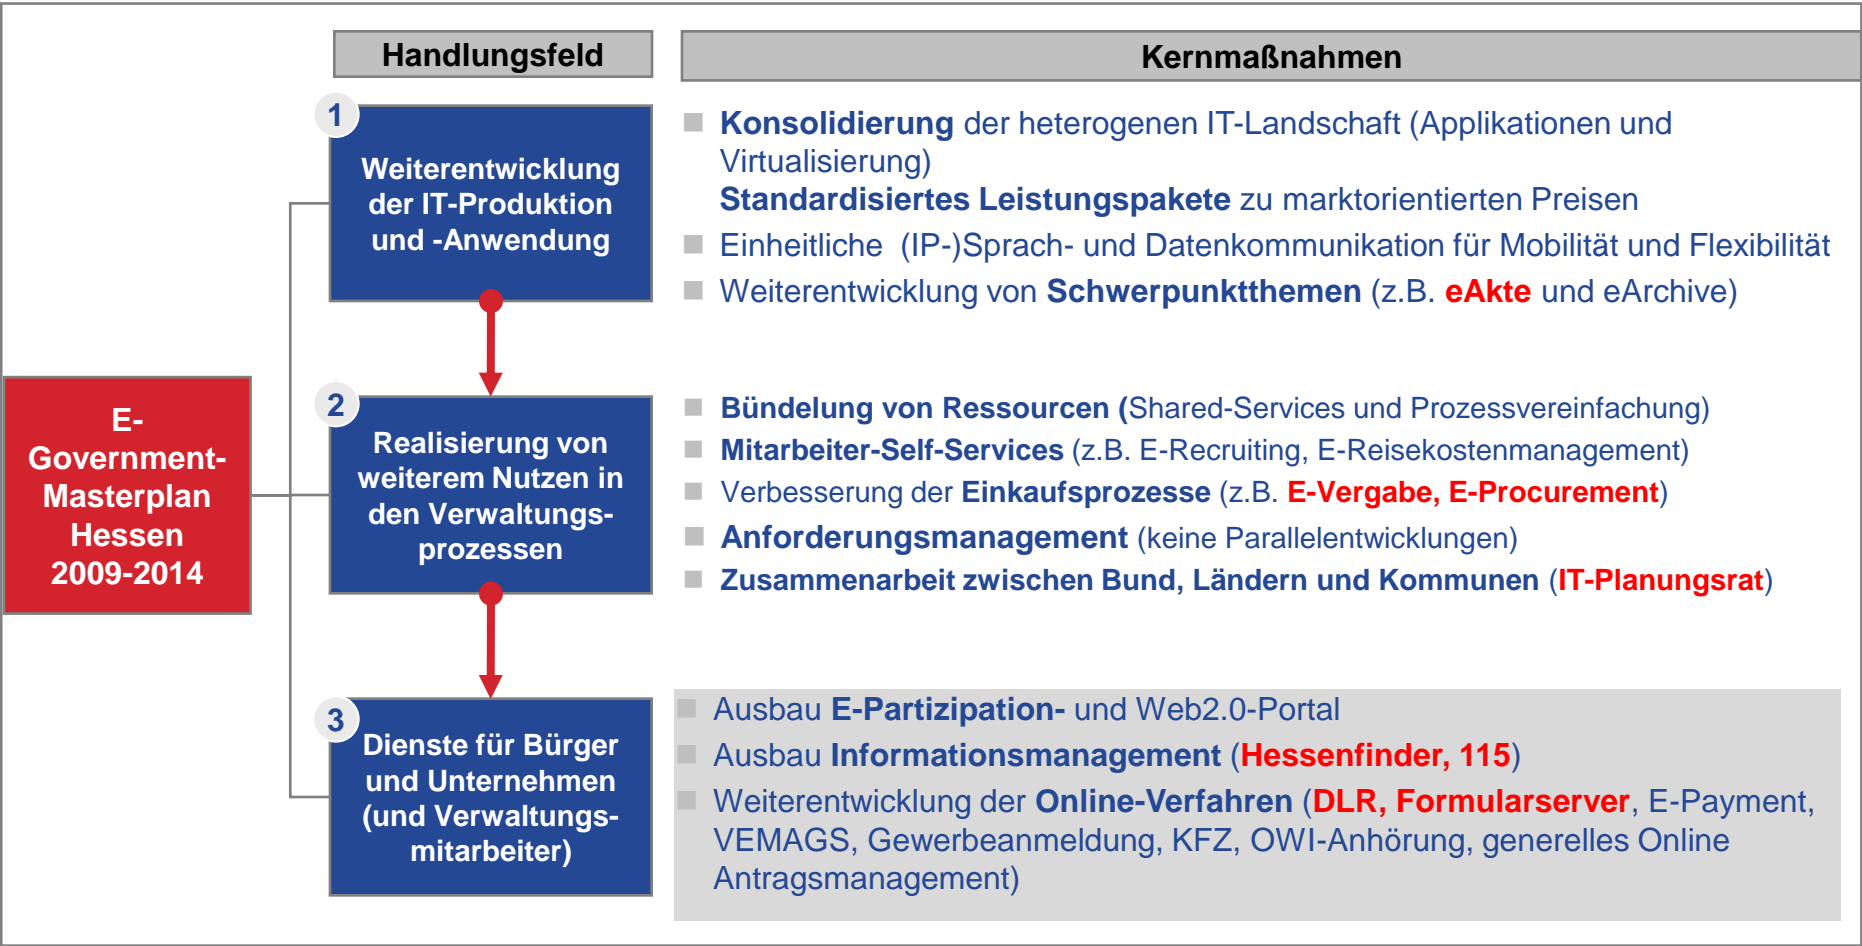 Handlungsfeld
Kernmaßnahmen
1
Weiterentwicklung
der IT-Produktion
und -Anwendung
Konsolidierung der heterogenen IT-Landschaft (Applikationen und
Virtualisierung)
Standardisiertes Leistungspakete zu marktorientierten Preisen
Einheitliche (IP-)Sprach- und Datenkommunikation für Mobilität und Flexibilität
Weiterentwicklung von Schwerpunktthemen (z.B. eAkte und eArchive)
E-
Government-
Masterplan
Hessen
2009-2014
2
Realisierung von
weiterem Nutzen in
den Verwaltungs-
prozessen
Bündelung von Ressourcen (Shared-Services und Prozessvereinfachung)
Mitarbeiter-Self-Services (z.B. E-Recruiting, E-Reisekostenmanagement)
Verbesserung der Einkaufsprozesse (z.B. E-Vergabe, E-Procurement)
Anforderungsmanagement (keine Parallelentwicklungen)
Zusammenarbeit zwischen Bund, Ländern und Kommunen (IT-Planungsrat)
3
Dienste für Bürger
und Unternehmen
(und Verwaltungs-
mitarbeiter)
Ausbau E-Partizipation- und Web2.0-Portal
Ausbau Informationsmanagement (Hessenfinder, 115)
Weiterentwicklung der Online-Verfahren (DLR, Formularserver, E-Payment,
VEMAGS, Gewerbeanmeldung, KFZ, OWI-Anhörung, generelles Online
Antragsmanagement)